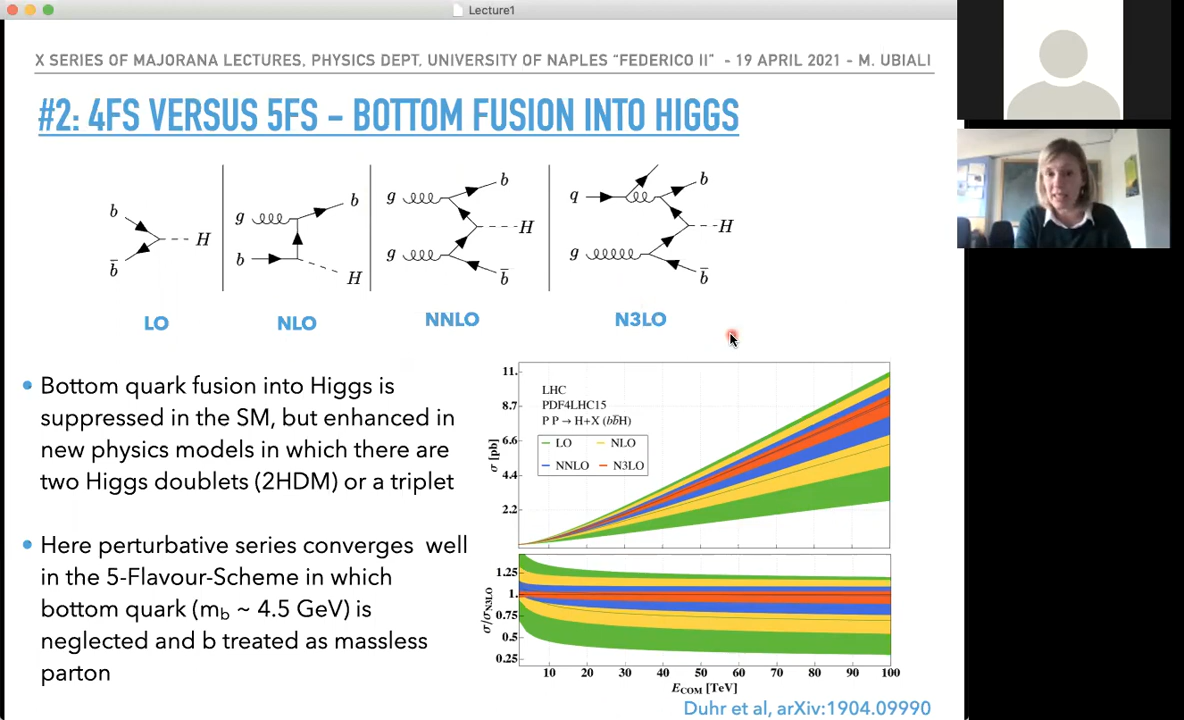 Lecture1
X SERIES OF MAJORANA LECTURES, PHYSICS DEPT, UNIVERSITY OF NAPLES "FEDERICO II" - 19 APRIL 2021 - M. UBIALI
#2: 4FS VERSUS 5FS – BOTTOM FUSION INTO HIGGS
b
b̄
H
LO
g
b
b
H
NLO
g
g
b
H
b̄
NNLO
q
g
b
H
b̄
N3LO
Bottom quark fusion into Higgs is
suppressed in the SM, but enhanced in
new physics models in which there are
two Higgs doublets (2HDM) or a triplet
Here perturbative series converges well
in the 5-Flavour-Scheme in which
bottom quark (m_b ~ 4.5 GeV) is
neglected and b treated as massless
parton
LHC
PDF4LHC15
P P → H+X (bb̄H)
LO NLO
NNLO N3LO
σ [pb]
11.
8.7
6.6
4.4
2.2
σ/σ_N3LO
1.25
1.
0.75
0.5
0.25
10 20 30 40 50 60 70 80 90 100
E_COM [TeV]
Duhr et al, arXiv:1904.09990